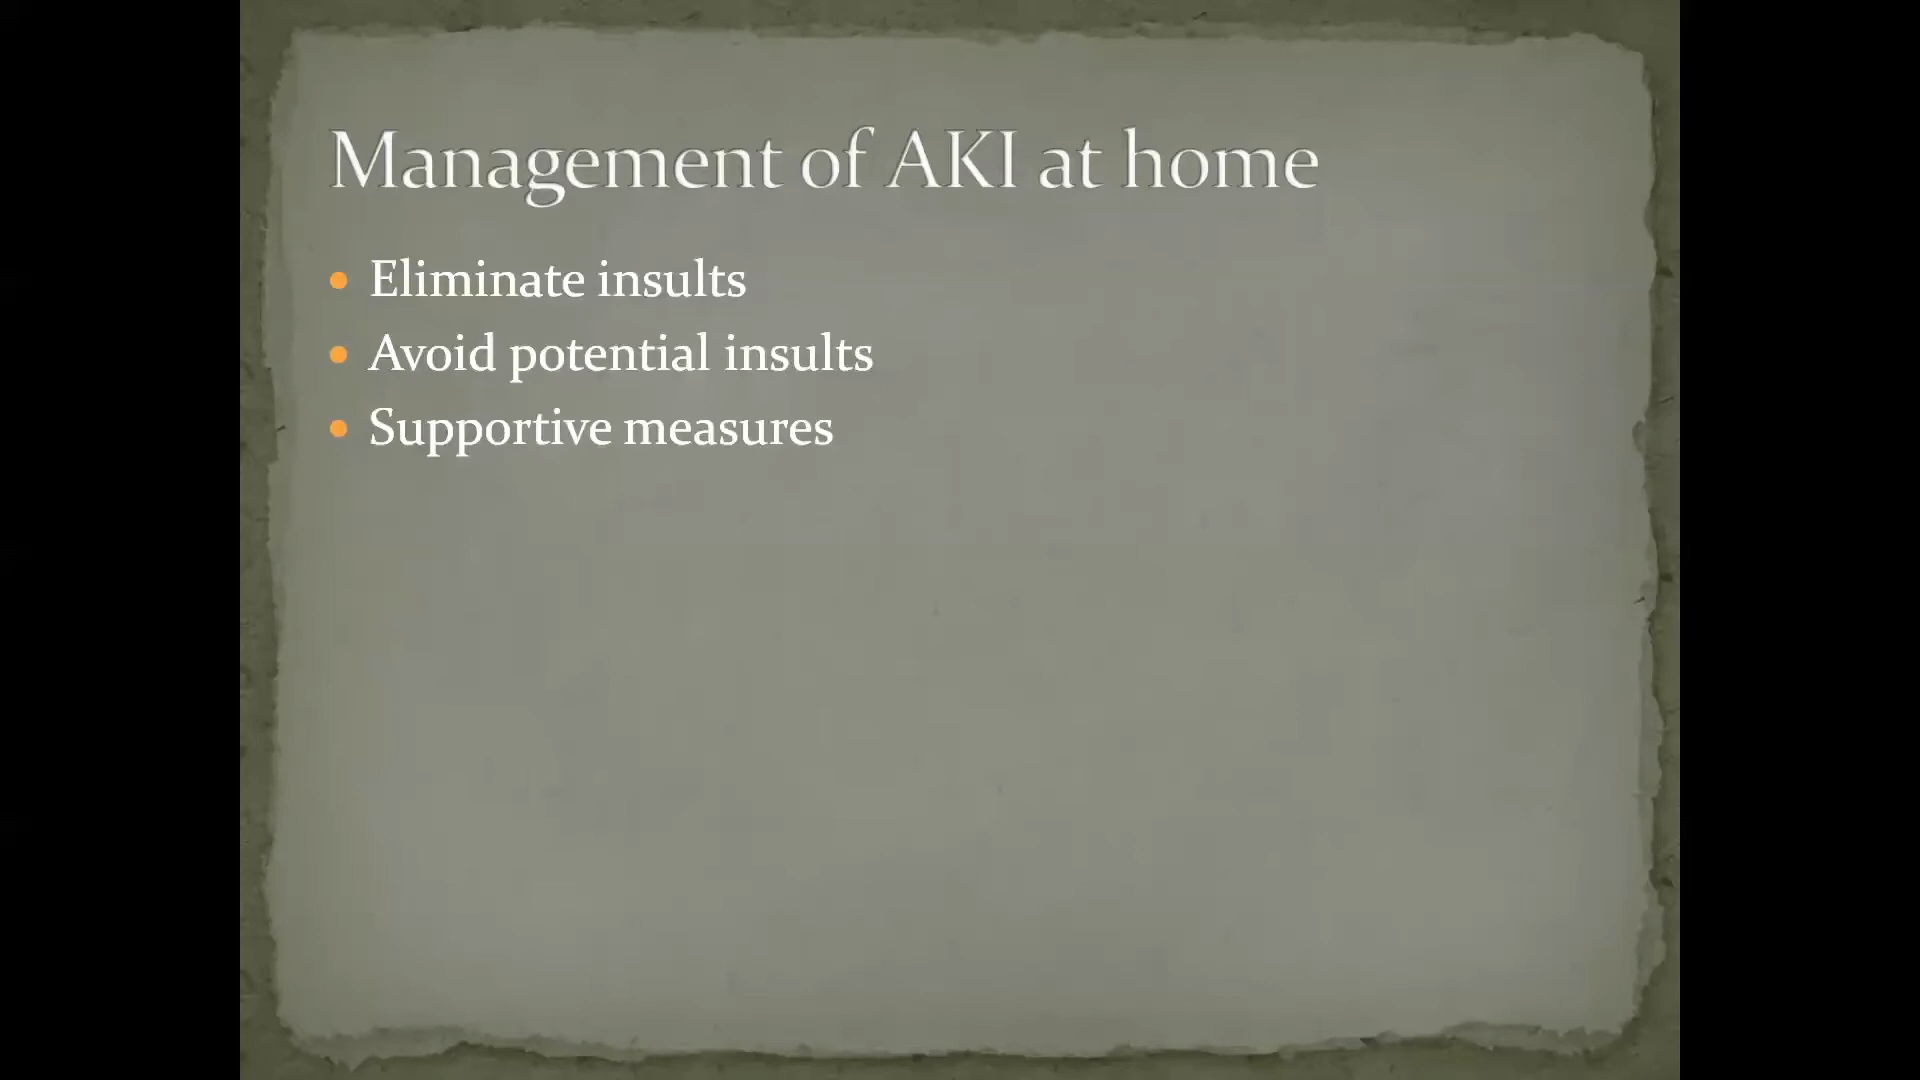 Management of AKI at home
Eliminate insults
Avoid potential insults
Supportive measures